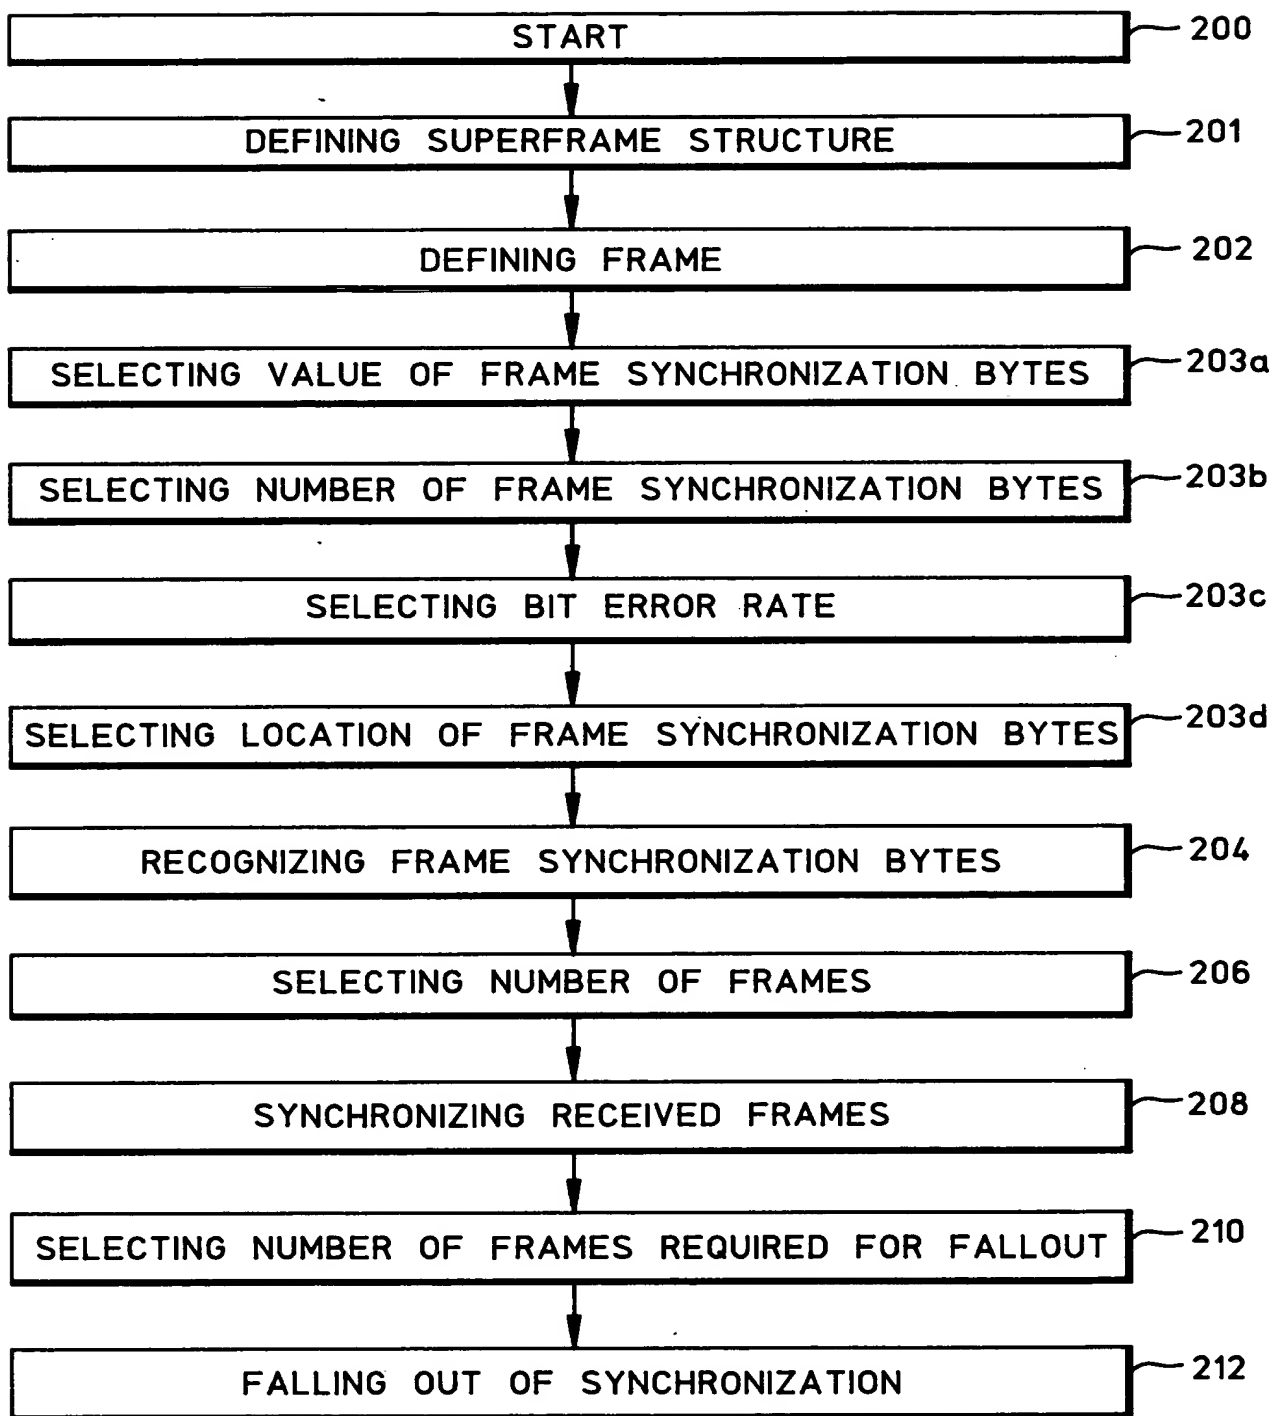 START 200
DEFINING SUPERFRAME STRUCTURE 201
DEFINING FRAME 202
SELECTING VALUE OF FRAME SYNCHRONIZATION BYTES 203a
SELECTING NUMBER OF FRAME SYNCHRONIZATION BYTES 203b
SELECTING BIT ERROR RATE 203c
SELECTING LOCATION OF FRAME SYNCHRONIZATION BYTES 203d
RECOGNIZING FRAME SYNCHRONIZATION BYTES 204
SELECTING NUMBER OF FRAMES 206
SYNCHRONIZING RECEIVED FRAMES 208
SELECTING NUMBER OF FRAMES REQUIRED FOR FALLOUT 210
FALLING OUT OF SYNCHRONIZATION 212